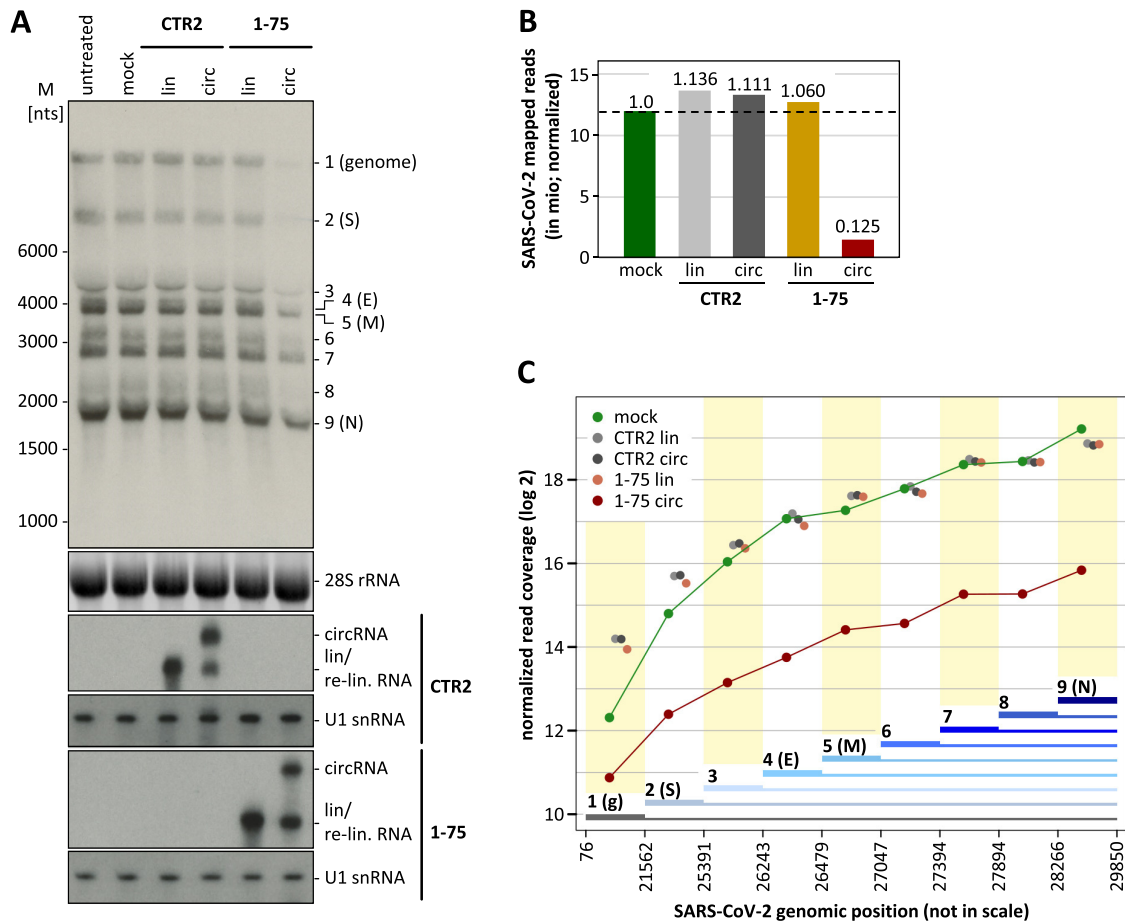 A
untreated
mock
CTR2
lin
circ
1-75
lin
circ
M
[nts]
6000
4000
3000
2000
1500
1000
1 (genome)
2 (S)
3
4 (E)
5 (M)
6
7
8
9 (N)
28S rRNA
circRNA
lin/
re-lin. RNA
U1 snRNA
CTR2
circRNA
lin/
re-lin. RNA
U1 snRNA
1-75
B
SARS-CoV-2 mapped reads
(in mio; normalized)
15
10
5
0
1.0
1.136
1.111
1.060
0.125
mock
lin
circ
lin
circ
CTR2
1-75
C
normalized read coverage (log 2)
18
16
14
12
10
mock
CTR2 lin
CTR2 circ
1-75 lin
1-75 circ
1 (g)
2 (S)
3
4 (E)
5 (M)
6
7
8
9 (N)
76
21562
25391
26243
26479
27047
27394
27894
28266
29850
SARS-CoV-2 genomic position (not in scale)